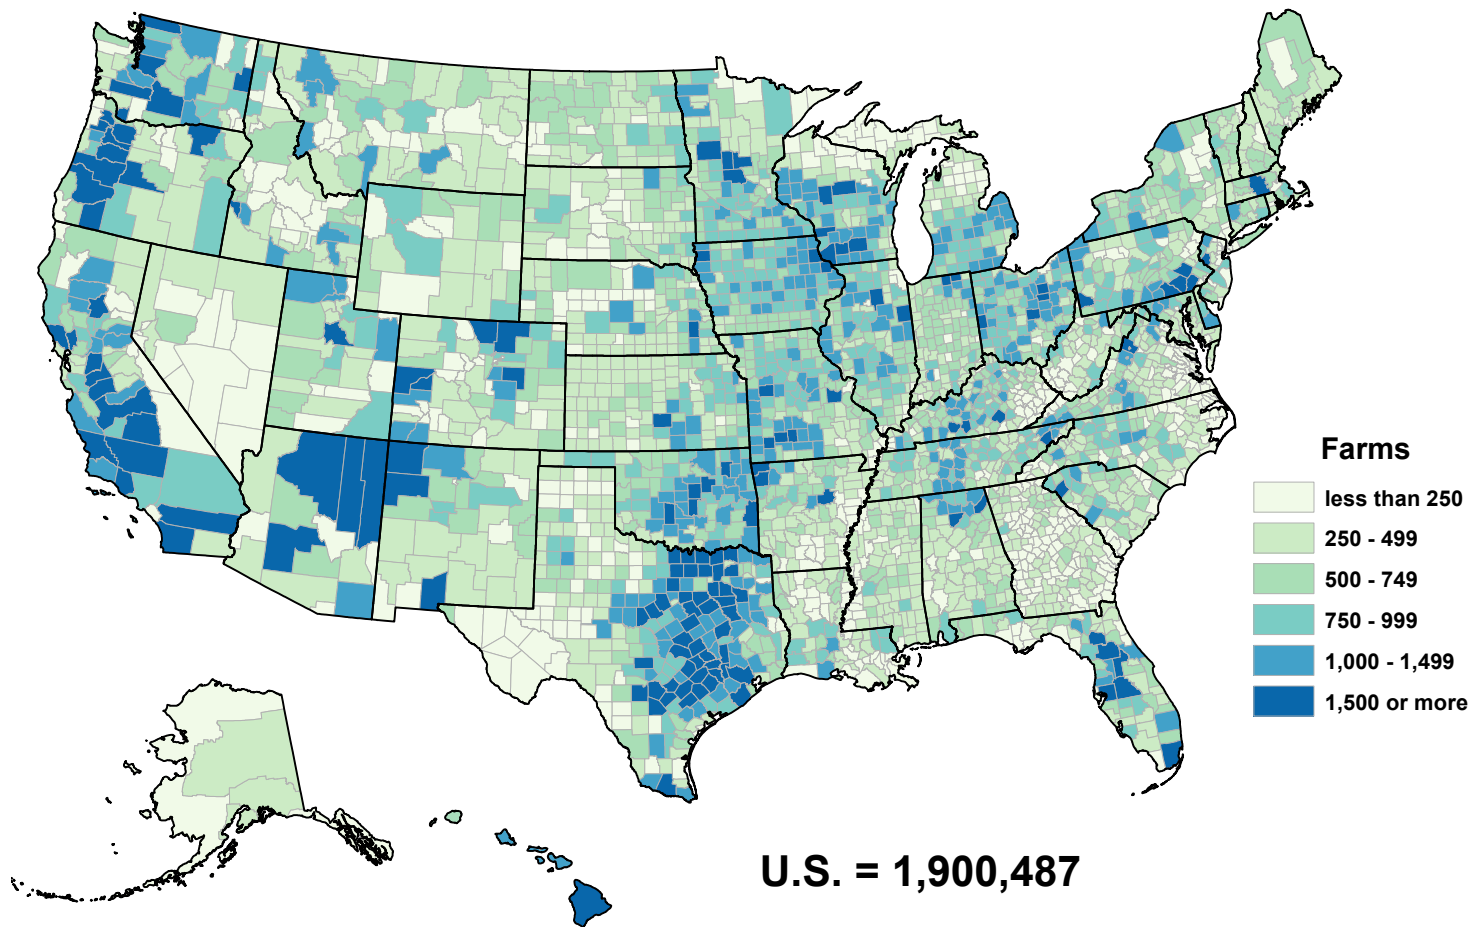 Farms
less than 250
250 - 499
500 - 749
750 - 999
1,000 - 1,499
1,500 or more
U.S. = 1,900,487